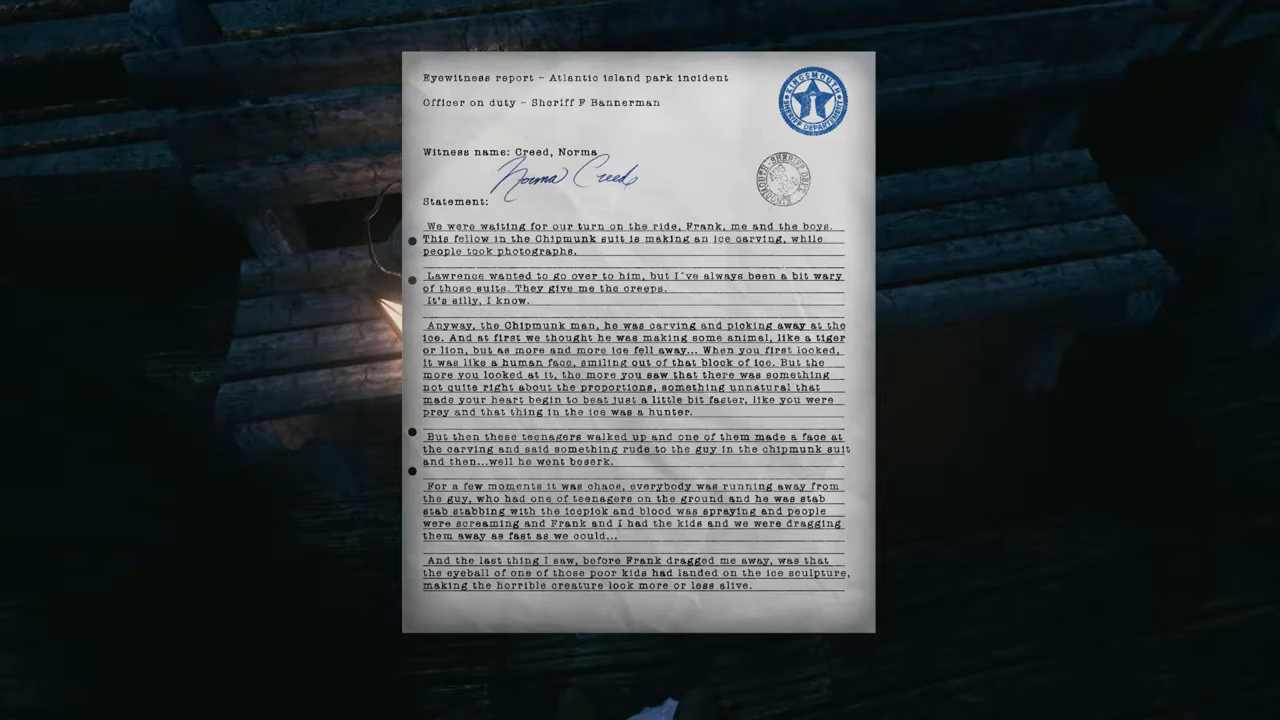 Eyewitness report – Atlantic island park incident
KINGSMOUTH
SHERIFF DEPARTEMENT
Officer on duty – Sheriff F Bannerman
Witness name: Creed, Norma
Norma Creed
KINGSMOUTH - SHERIFF DEPT.
Statement:
We were waiting for our turn on the ride, Frank, me and the boys.
This fellow in the Chipmunk suit is making an ice carving, while
people took photographs.
Lawrence wanted to go over to him, but I´ve always been a bit wary
of those suits. They give me the creeps.
It's silly, I know.
Anyway, the Chipmunk man, he was carving and picking away at the
ice. And at first we thought he was making some animal, like a tiger
or lion, but as more and more ice fell away... When you first looked,
it was like a human face, smiling out of that block of ice. But the
more you looked at it, the more you saw that there was something
not quite right about the proportions, something unnatural that
made your heart begin to beat just a little bit faster, like you were
prey and that thing in the ice was a hunter.
But then these teenagers walked up and one of them made a face at
the carving and said something rude to the guy in the chipmunk suit
and then...well he went beserk.
For a few moments it was chaos, everybody was running away from
the guy, who had one of teenagers on the ground and he was stab
stab stabbing with the icepick and blood was spraying and people
were screaming and Frank and I had the kids and we were dragging
them away as fast as we could...
And the last thing I saw, before Frank dragged me away, was that
the eyeball of one of those poor kids had landed on the ice sculpture,
making the horrible creature look more or less alive.